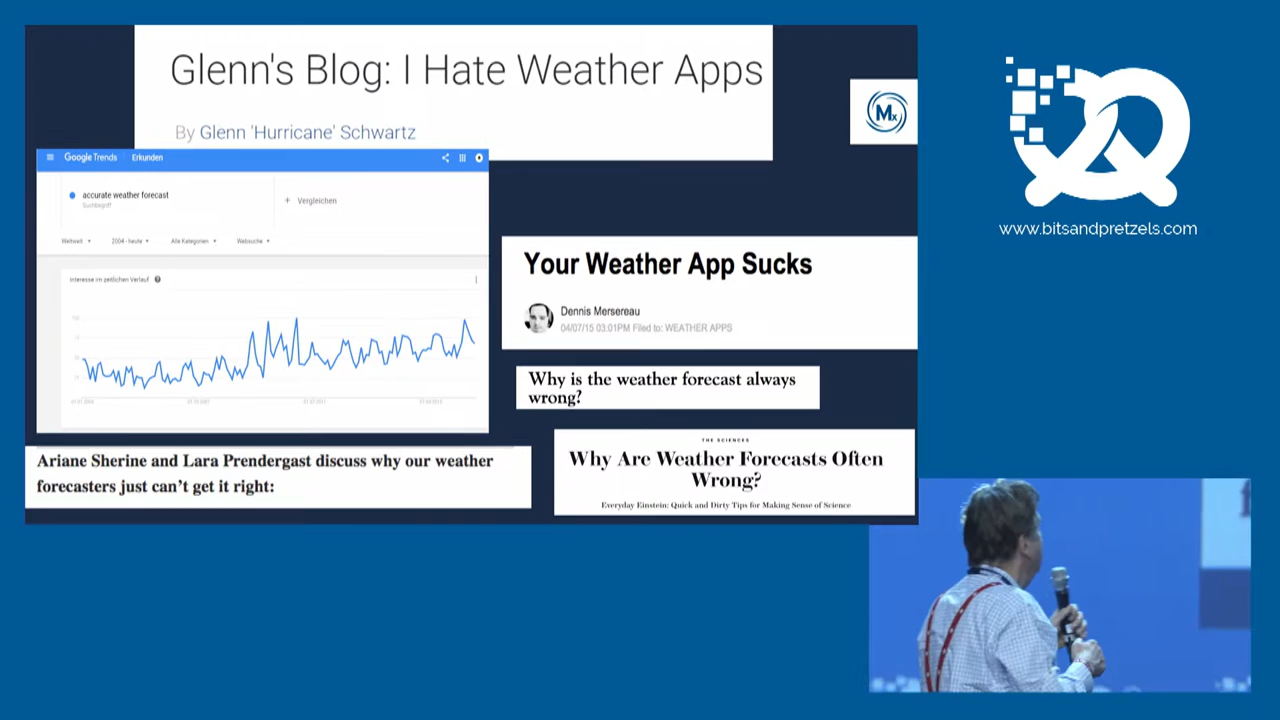 Glenn's Blog: I Hate Weather Apps
By Glenn 'Hurricane' Schwartz
Mx
Google Trends Erkunden
accurate weather forecast
Suchbegriff
+ Vergleichen
Weltweit
2004 - heute
Alle Kategorien
Websuche
Interesse im zeitlichen Verlauf
Your Weather App Sucks
Dennis Mersereau
04/07/15 03:01PM Filed to: WEATHER APPS
Why is the weather forecast always
wrong?
Ariane Sherine and Lara Prendergast discuss why our weather
forecasters just can't get it right:
THE SCIENCES
Why Are Weather Forecasts Often
Wrong?
Everyday Einstein: Quick and Dirty Tips for Making Sense of Science
www.bitsandpretzels.com